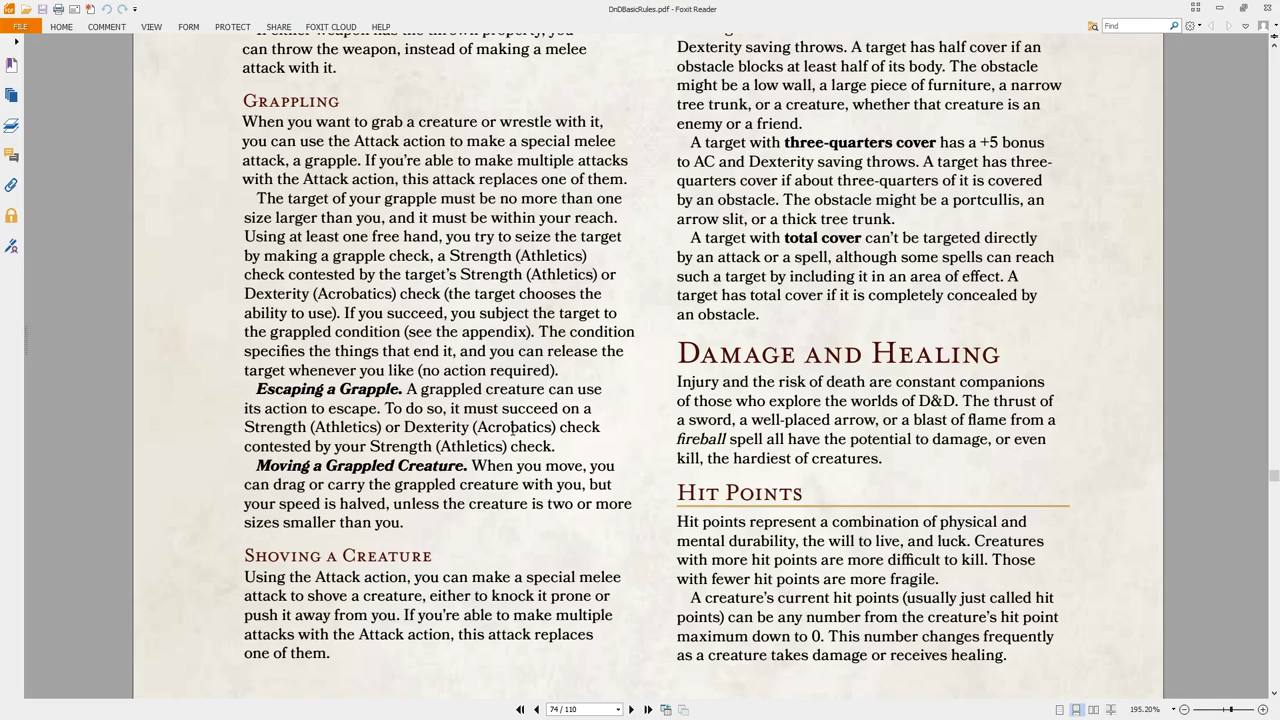 DnDBasicRules.pdf - Foxit Reader
FILE HOME COMMENT VIEW FORM PROTECT SHARE FOXIT CLOUD HELP
Find
can throw the weapon, instead of making a melee
attack with it.
GRAPPLING
When you want to grab a creature or wrestle with it,
you can use the Attack action to make a special melee
attack, a grapple. If you're able to make multiple attacks
with the Attack action, this attack replaces one of them.
The target of your grapple must be no more than one
size larger than you, and it must be within your reach.
Using at least one free hand, you try to seize the target
by making a grapple check, a Strength (Athletics)
check contested by the target's Strength (Athletics) or
Dexterity (Acrobatics) check (the target chooses the
ability to use). If you succeed, you subject the target to
the grappled condition (see the appendix). The condition
specifies the things that end it, and you can release the
target whenever you like (no action required).
Escaping a Grapple. A grappled creature can use
its action to escape. To do so, it must succeed on a
Strength (Athletics) or Dexterity (Acrobatics) check
contested by your Strength (Athletics) check.
Moving a Grappled Creature. When you move, you
can drag or carry the grappled creature with you, but
your speed is halved, unless the creature is two or more
sizes smaller than you.
SHOVING A CREATURE
Using the Attack action, you can make a special melee
attack to shove a creature, either to knock it prone or
push it away from you. If you're able to make multiple
attacks with the Attack action, this attack replaces
one of them.
Dexterity saving throws. A target has half cover if an
obstacle blocks at least half of its body. The obstacle
might be a low wall, a large piece of furniture, a narrow
tree trunk, or a creature, whether that creature is an
enemy or a friend.
A target with three-quarters cover has a +5 bonus
to AC and Dexterity saving throws. A target has three-
quarters cover if about three-quarters of it is covered
by an obstacle. The obstacle might be a portcullis, an
arrow slit, or a thick tree trunk.
A target with total cover can't be targeted directly
by an attack or a spell, although some spells can reach
such a target by including it in an area of effect. A
target has total cover if it is completely concealed by
an obstacle.
DAMAGE AND HEALING
Injury and the risk of death are constant companions
of those who explore the worlds of D&D. The thrust of
a sword, a well-placed arrow, or a blast of flame from a
fireball spell all have the potential to damage, or even
kill, the hardiest of creatures.
HIT POINTS
Hit points represent a combination of physical and
mental durability, the will to live, and luck. Creatures
with more hit points are more difficult to kill. Those
with fewer hit points are more fragile.
A creature's current hit points (usually just called hit
points) can be any number from the creature's hit point
maximum down to 0. This number changes frequently
as a creature takes damage or receives healing.
74 / 110
195.20%